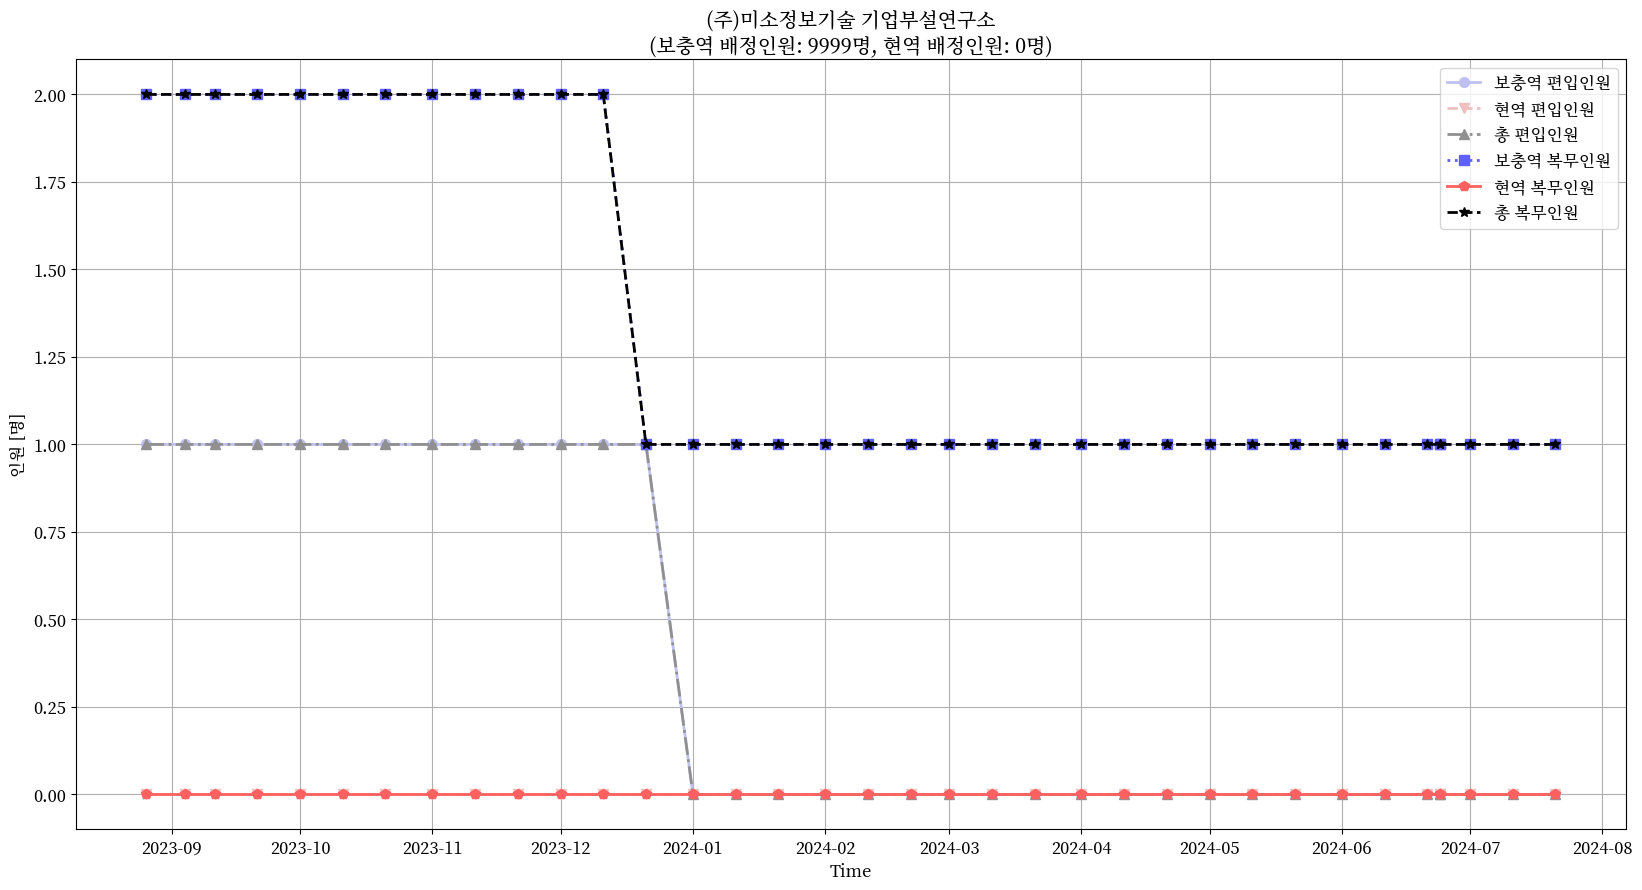 (주)미소정보기술 기업부설연구소
(보충역 배정인원: 9999명, 현역 배정인원: 0명)
보충역 편입인원
현역 편입인원
총 편입인원
보충역 복무인원
현역 복무인원
총 복무인원
2.00
1.75
1.50
1.25
1.00
0.75
0.50
0.25
0.00
인원 [명]
2023-09 2023-10 2023-11 2023-12 2024-01 2024-02 2024-03 2024-04 2024-05 2024-06 2024-07 2024-08
Time